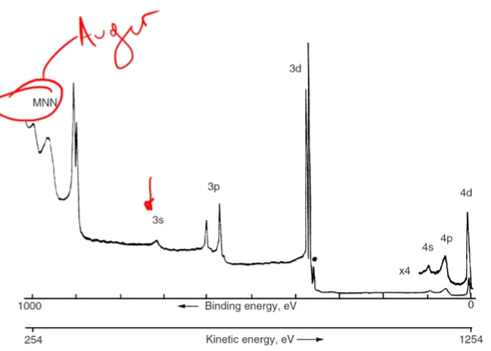 Auger
MNN
3d
3p
3s
4d
4p
4s
x4
1000
Binding energy, eV
0
254
Kinetic energy, eV
1254